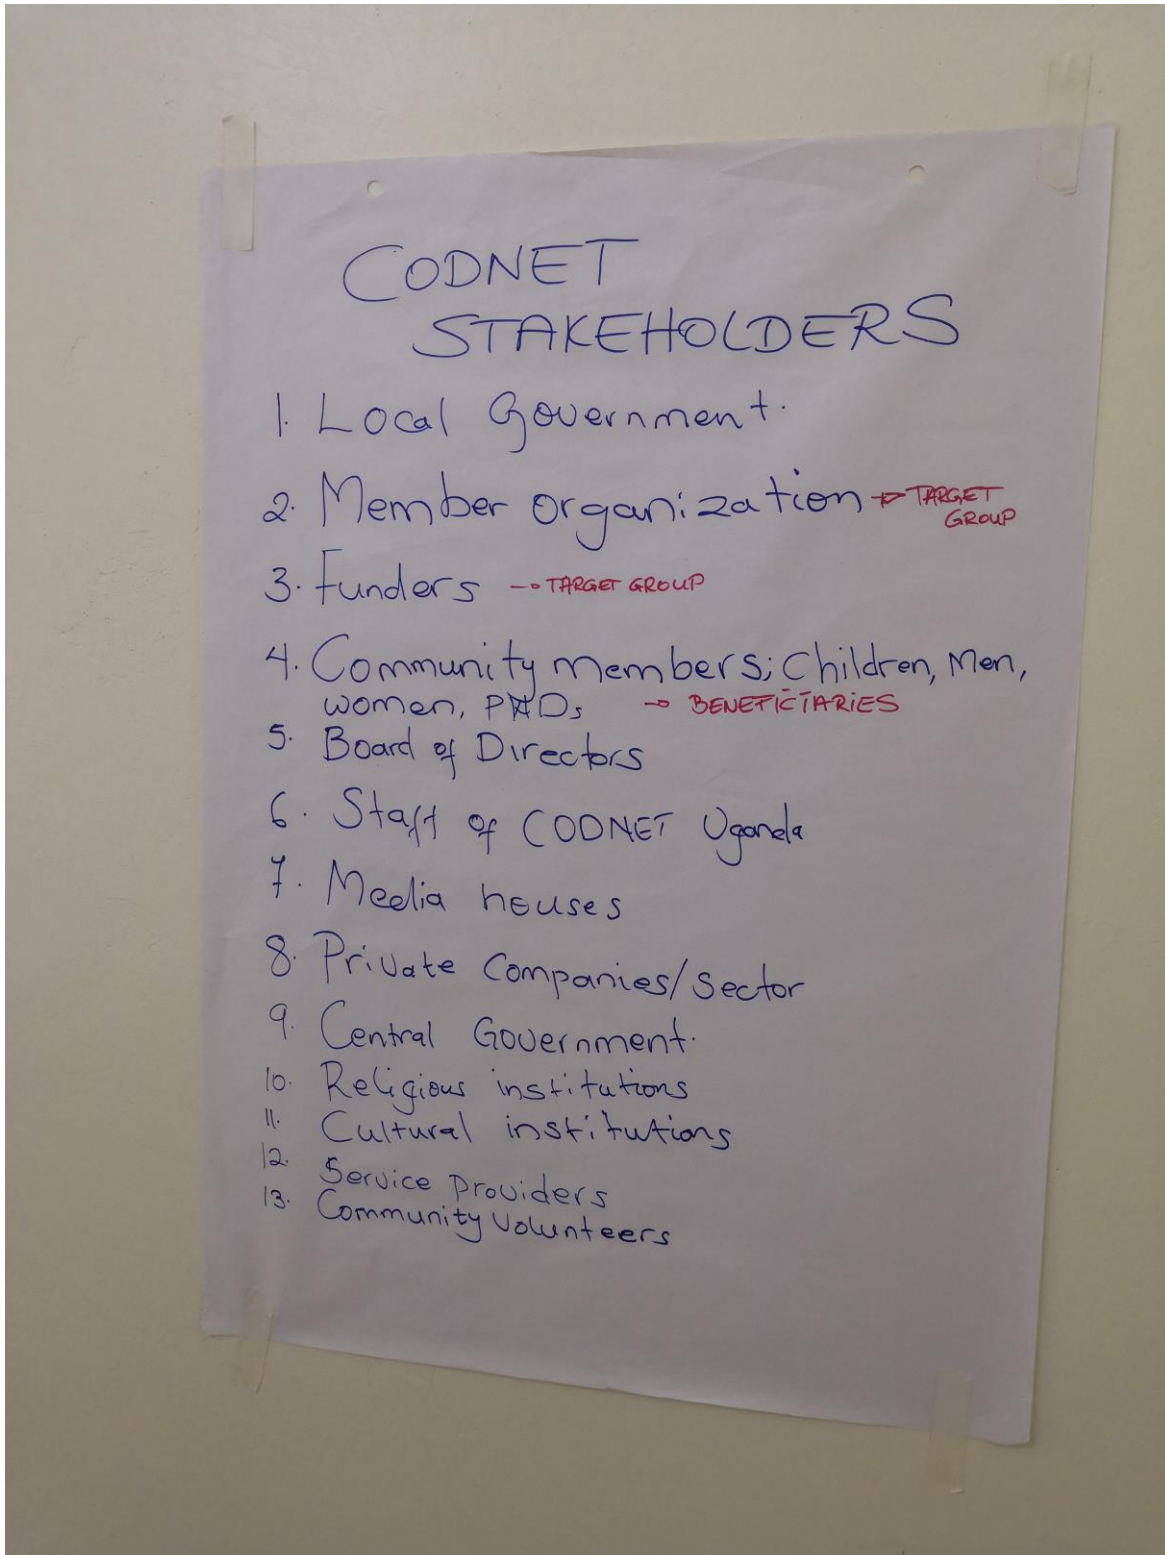 CODNET
STAKEHOLDERS
1. Local Government.
2. Member organization → TARGET
GROUP
3. Funders → TARGET GROUP
4. Community members; Children, Men,
women, PWDs → BENEFICIARIES
5. Board of Directors
6. Staff of CODNET Uganda
7. Media houses
8. Private Companies/Sector
9. Central Government.
10. Religious institutions
11. Cultural institutions
12. Service Providers
13. Community Volunteers